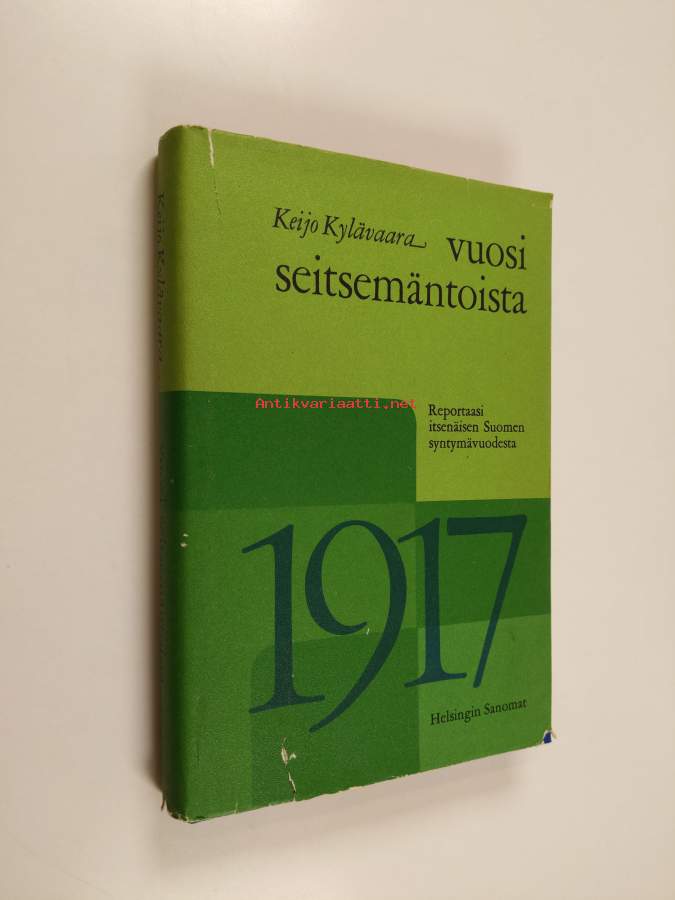 Keijo Kylävaara vuosi
seitsemäntoista
Antikvariaatti.net
Reportaasi
itsenäisen Suomen
syntymävuodesta
1917
Helsingin Sanomat
Keijo Kylävaara